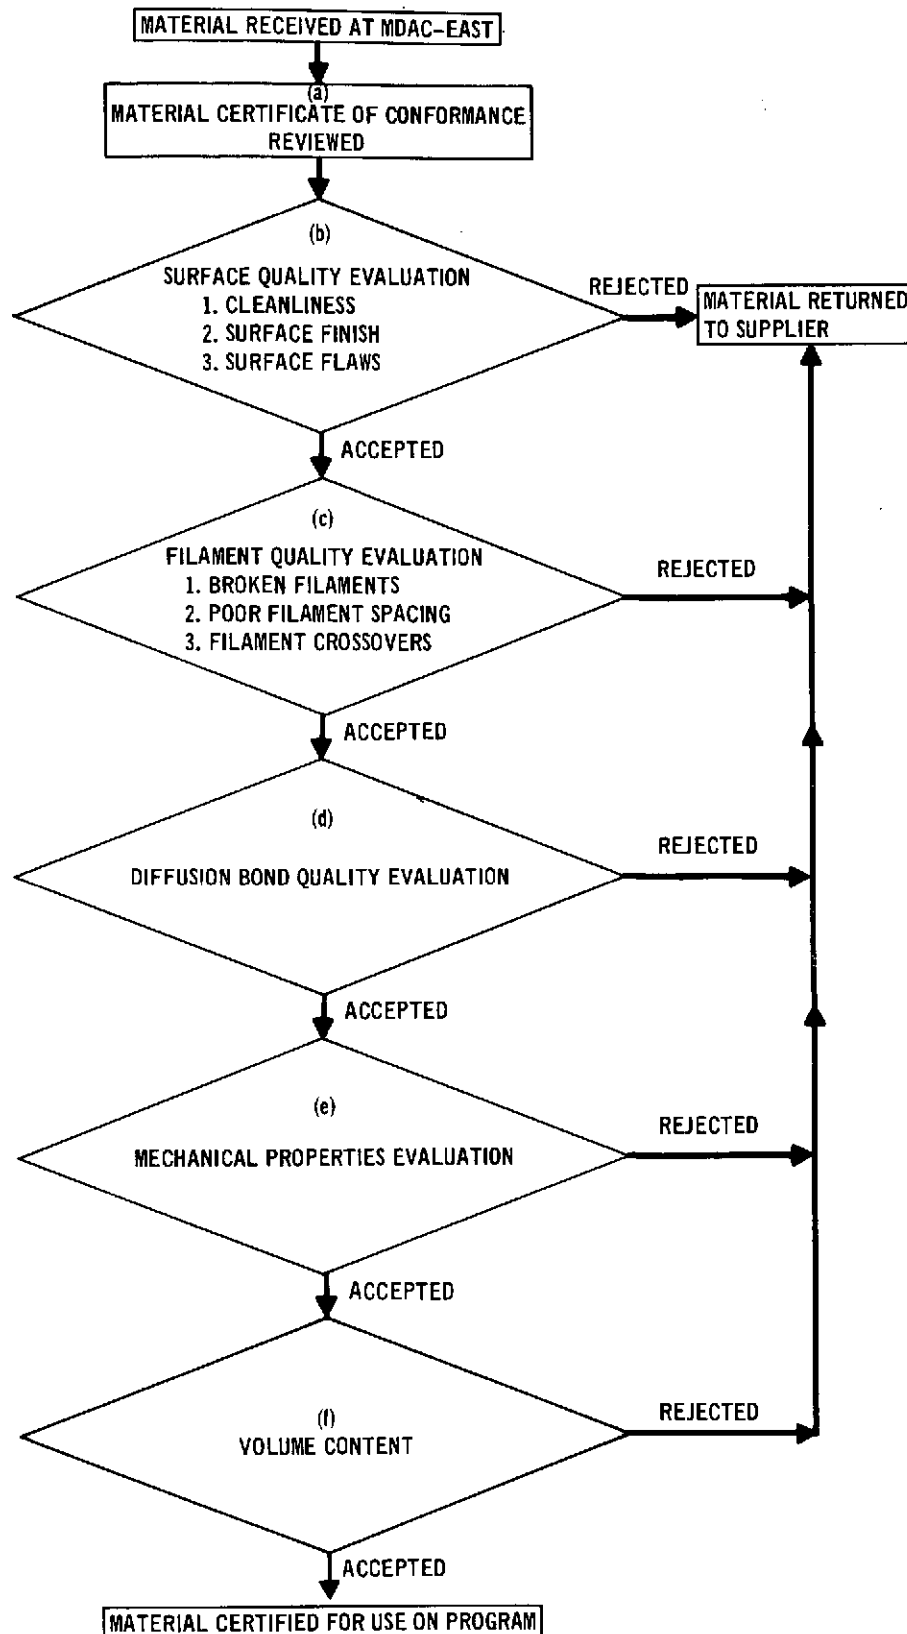 MATERIAL RECEIVED AT MDAC-EAST
(a)
MATERIAL CERTIFICATE OF CONFORMANCE
REVIEWED
(b)
SURFACE QUALITY EVALUATION
1. CLEANLINESS
2. SURFACE FINISH
3. SURFACE FLAWS
REJECTED
MATERIAL RETURNED
TO SUPPLIER
ACCEPTED
(c)
FILAMENT QUALITY EVALUATION
1. BROKEN FILAMENTS
2. POOR FILAMENT SPACING
3. FILAMENT CROSSOVERS
REJECTED
ACCEPTED
(d)
DIFFUSION BOND QUALITY EVALUATION
REJECTED
ACCEPTED
(e)
MECHANICAL PROPERTIES EVALUATION
REJECTED
ACCEPTED
(f)
VOLUME CONTENT
REJECTED
ACCEPTED
MATERIAL CERTIFIED FOR USE ON PROGRAM